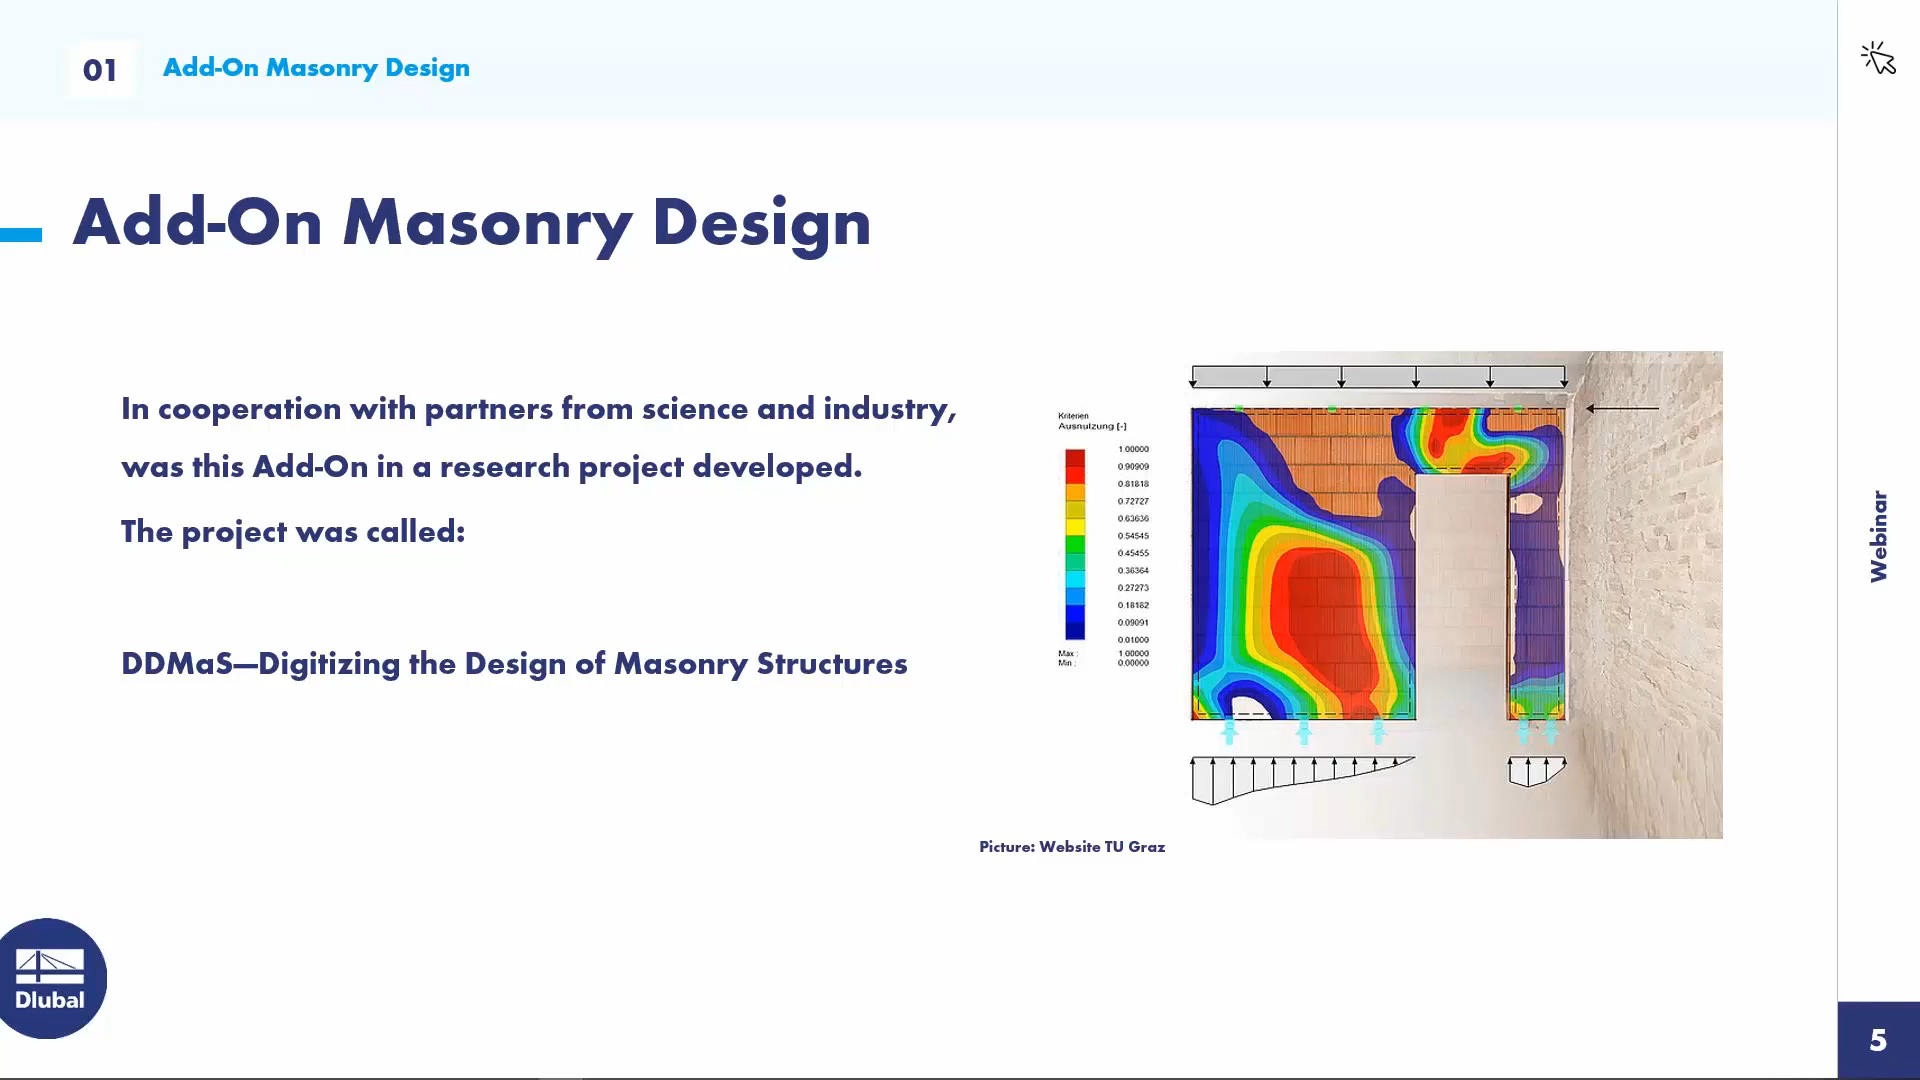 01
Add-On Masonry Design
Add-On Masonry Design
In cooperation with partners from science and industry,
was this Add-On in a research project developed.
The project was called:
DDMaS—Digitizing the Design of Masonry Structures
Kriterien
Ausnulzung [-]
1.00000
0.90909
0.81818
0.72727
0.63636
0.54545
0.45455
0.36364
0.27273
0.18182
0.09091
0.01000
Max : 1.00000
Min : 0.00000
Picture: Website TU Graz
Webinar
Dlubal
5